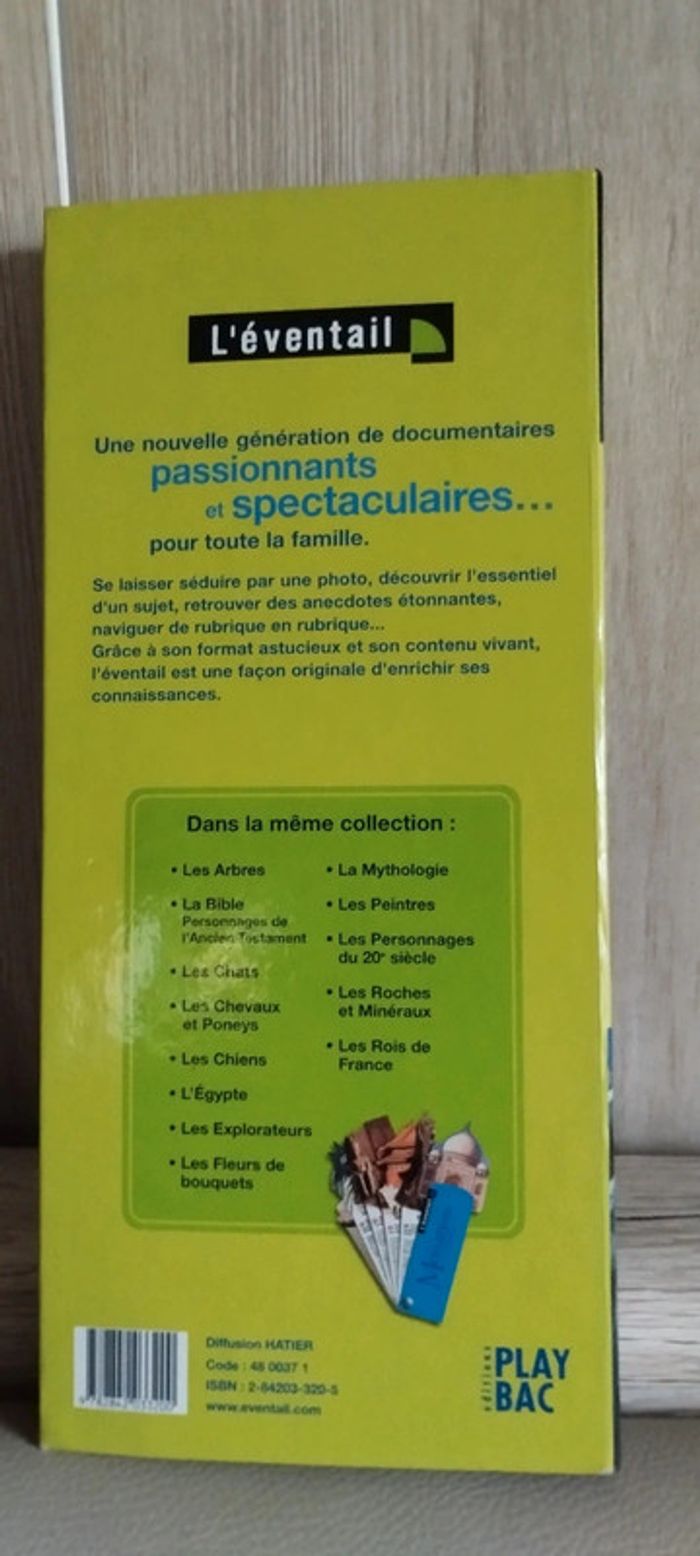 L'éventail
Une nouvelle génération de documentaires
passionnants
et spectaculaires...
pour toute la famille.
Se laisser séduire par une photo, découvrir l'essentiel
d'un sujet, retrouver des anecdotes étonnantes,
naviguer de rubrique en rubrique...
Grâce à son format astucieux et son contenu vivant,
l'éventail est une façon originale d'enrichir ses
connaissances.
Dans la même collection :
• Les Arbres
• La Bible
Personnages de
l'Ancien Testament
• Les Chats
• Les Chevaux
et Poneys
• Les Chiens
• L'Égypte
• Les Explorateurs
• Les Fleurs de
bouquets
• La Mythologie
• Les Peintres
• Les Personnages
du 20e siècle
• Les Roches
et Minéraux
• Les Rois de
France
Diffusion HATIER
Code : 48 0037 1
ISBN : 2-84203-320-5
www.eventail.com
éditions
PLAY
BAC